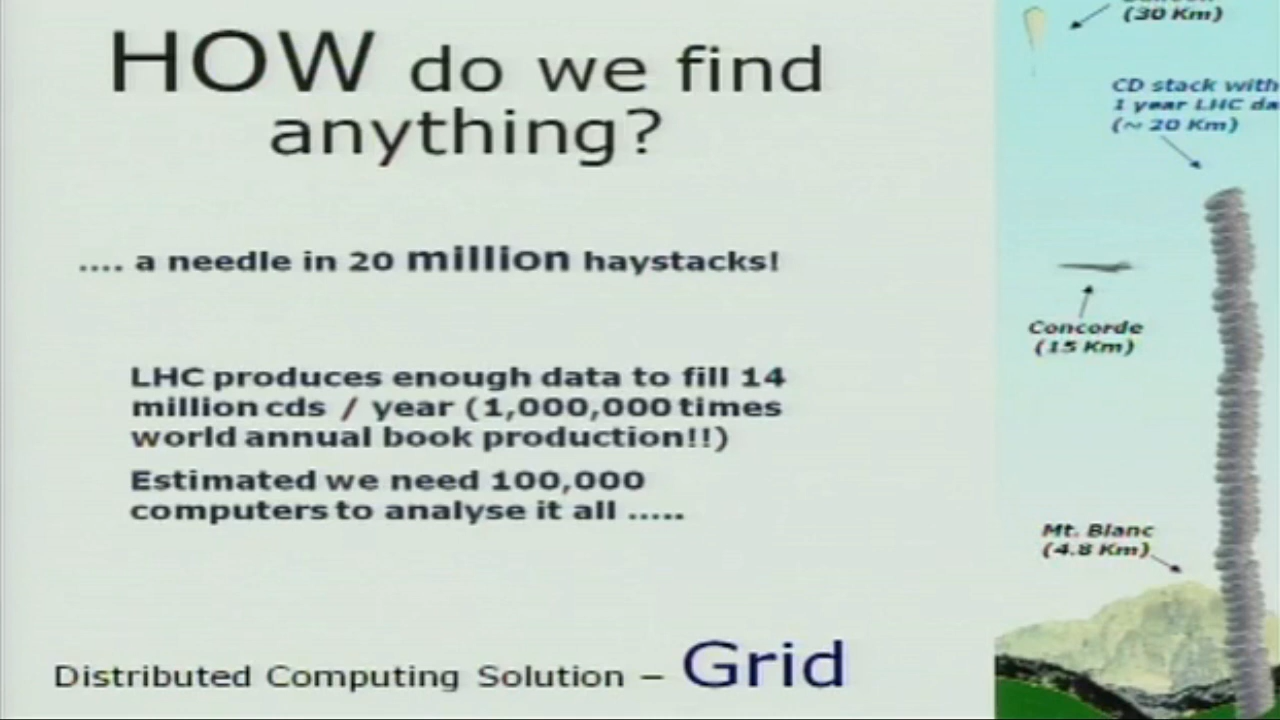 HOW do we find
anything?
.... a needle in 20 million haystacks!
LHC produces enough data to fill 14
million cds / year (1,000,000 times
world annual book production!!)
Estimated we need 100,000
computers to analyse it all .....
Distributed Computing Solution – Grid
(30 Km)
CD stack with
1 year LHC
(~ 20 Km)
Concorde
(15 Km)
Mt. Blanc
(4.8 Km)